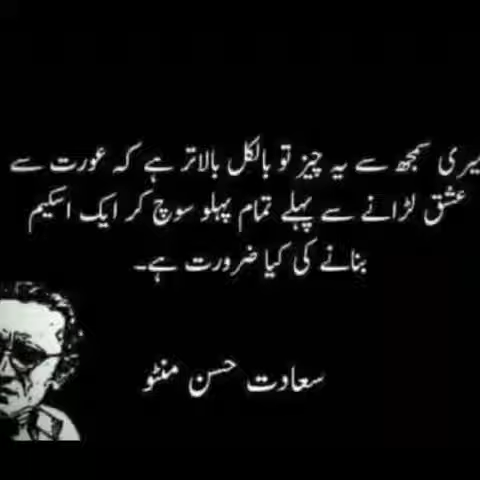 میری سمجھ سے یہ چیز تو بالکل بالاتر ہے کہ عورت سے
عشق لڑانے سے پہلے تمام پہلو سوچ کر ایک اسکیم
بنانے کی کیا ضرورت ہے۔
سعادت حسن منٹو